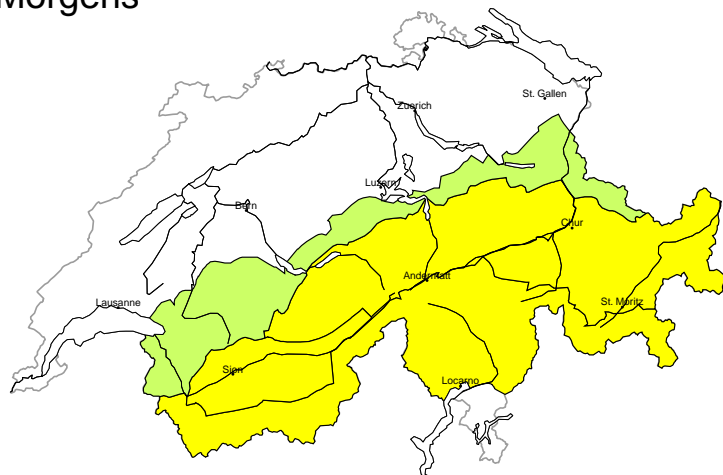 Morgens
St. Gallen
Zuerich
Luzern
Bern
Chur
Andermatt
Lausanne
St. Moritz
Sion
Locarno